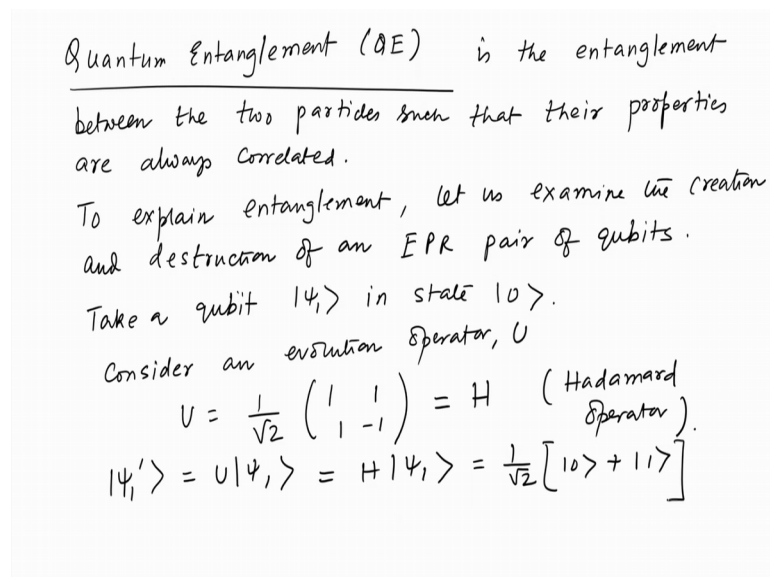 Quantum Entanglement (QE) is the entanglement
between the two particles such that their properties
are always correlated.
To explain entanglement, let us examine the creation
and destruction of an EPR pair of qubits.
Take a qubit |ψ₁> in state |0>.
Consider an evolution operator, U
U = 1/√2 (1 1
1 -1) = H (Hadamard
operator).
|ψ₁'> = U|ψ₁> = H|ψ₁> = 1/√2 [|0> + |1>]